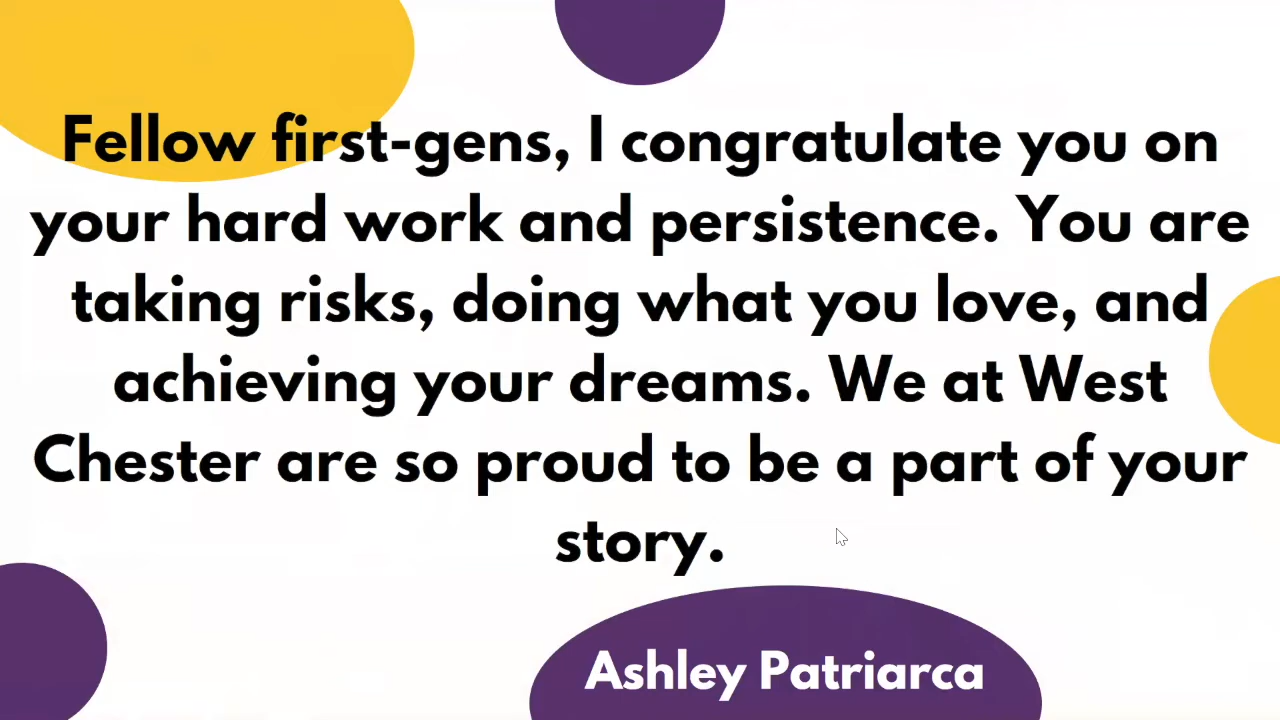 Fellow first-gens, I congratulate you on
your hard work and persistence. You are
taking risks, doing what you love, and
achieving your dreams. We at West
Chester are so proud to be a part of your
story.
Ashley Patriarca